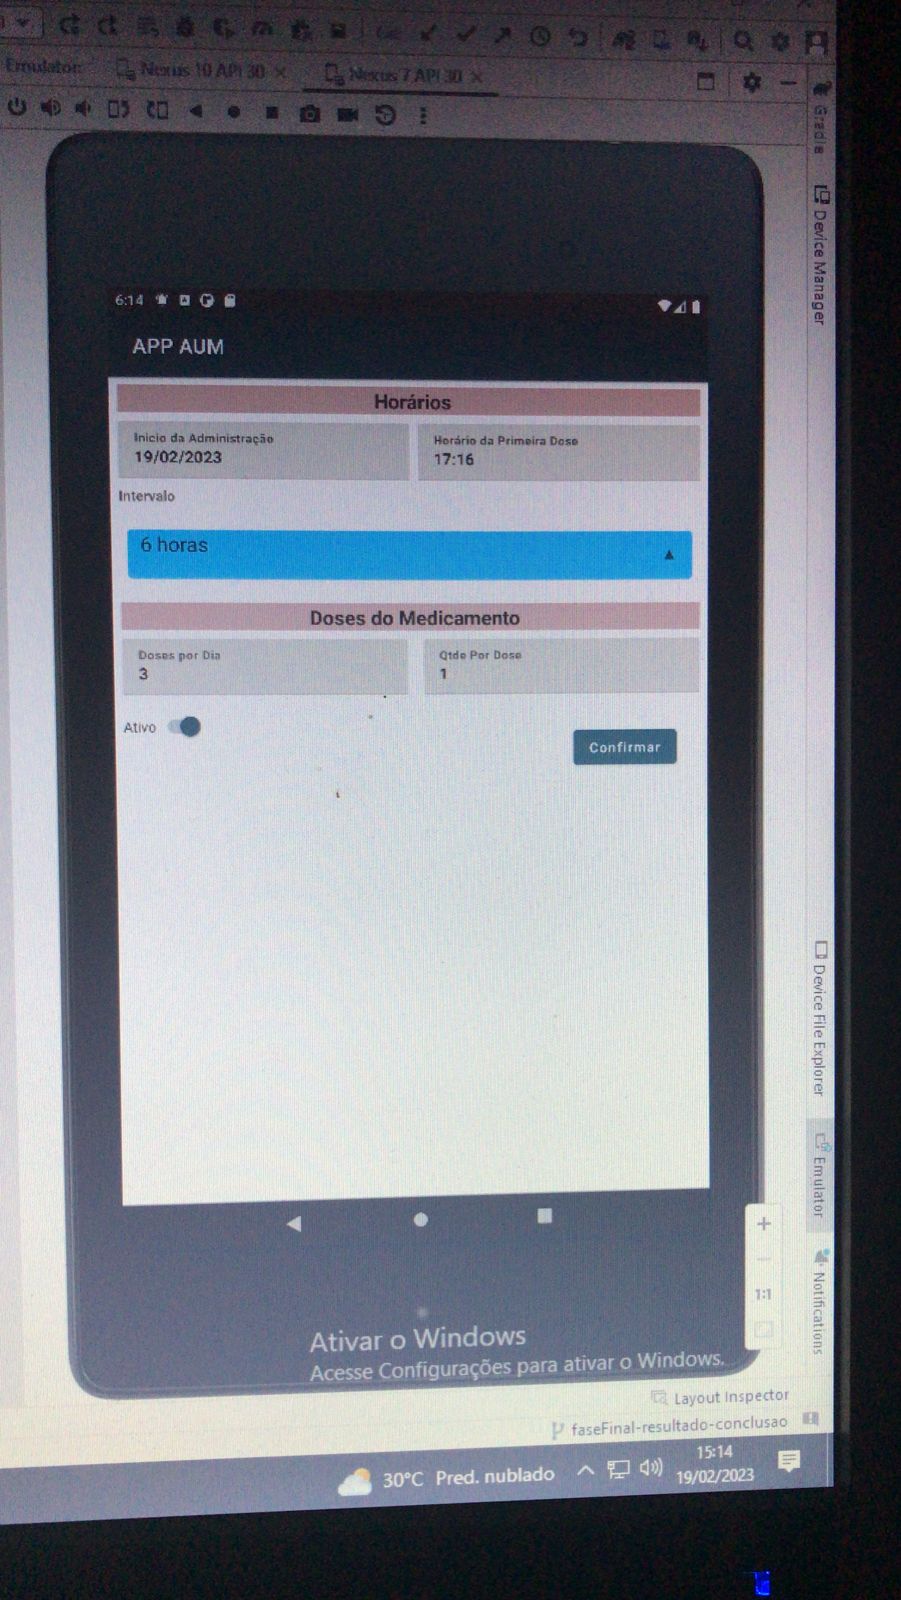 Emulator: Nexus 10 API 30 × Nexus 7 API 30 ×
Gradle
Device Manager
6:14
APP AUM
Horários
Inicio da Administração
19/02/2023
Horário da Primeira Dose
17:16
Intervalo
6 horas
Doses do Medicamento
Doses por Dia
3
Qtde Por Dose
1
Ativo
Confirmar
Device File Explorer
Emulator
Notifications
1:1
Ativar o Windows
Acesse Configurações para ativar o Windows.
Layout Inspector
faseFinal-resultado-conclusao
30°C Pred. nublado
15:14
19/02/2023